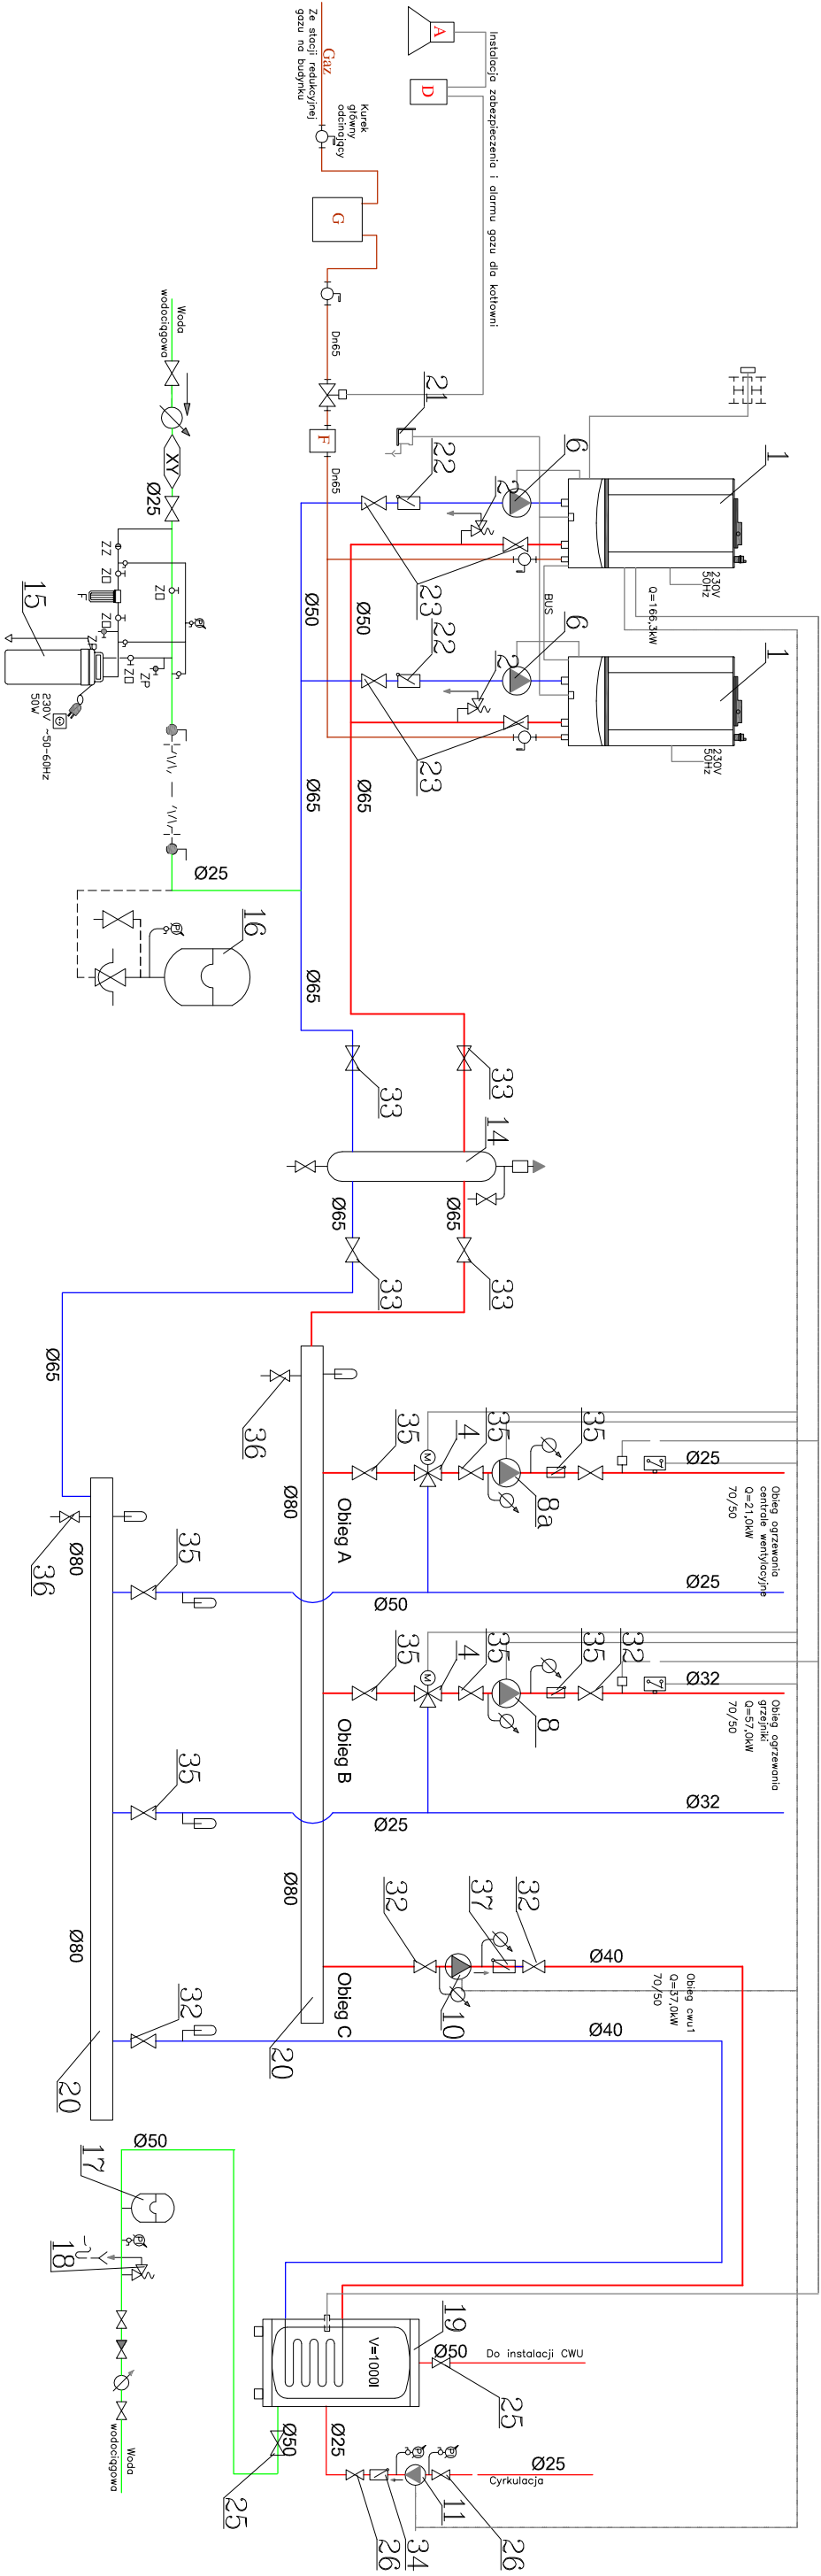 A
D
Instalacja zabezpieczenia i alarmu gazu dla kotłowni
Ze stacji redukcyjnej
gazu na budynku
Gaz
Kurek
główny
odcinający
G
Dn65
F
Dn65
21
22
6
2
23
1
230V
50Hz
Q=166,3kW
BUS
22
6
2
23
1
230V
50Hz
Ø50
Ø50
Ø65
Ø65
Woda
wodociągowa
XY
Ø25
ZZ
ZO
F
ZO
ZO
15
Z
ZO
ZP
230V ~50-60Hz
50W
Ø25
16
Ø65
33
33
14
Ø65
Ø65
33
33
Ø65
36
Ø80
36
Ø80
35
4
35
8a
35
Ø25
Obieg A
Obieg ogrzewania
centrale wentylacyjne
Q=21,0kW
70/50
35
Ø50
Ø25
35
4
35
8
35
32
Ø32
Obieg B
Obieg ogrzewania
grzejniki
Q=57,0kW
70/50
35
Ø25
Ø32
Ø80
Ø80
32
37
32
10
Ø40
Obieg C
Obieg cwu1
Q=37,0kW
70/50
20
32
Ø40
20
Ø50
17
18
Woda
wodociągowa
19
V=1000l
Ø50
Do instalacji CWU
25
Ø50
25
Ø25
26
34
11
26
Ø25
Cyrkulacja
M
M